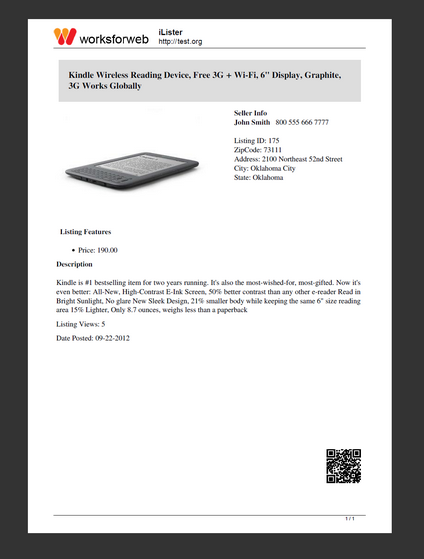 worksforweb
iLister
http://test.org
Kindle Wireless Reading Device, Free 3G + Wi-Fi, 6" Display, Graphite,
3G Works Globally
Seller Info
John Smith 800 555 666 7777
Listing ID: 175
ZipCode: 73111
Address: 2100 Northeast 52nd Street
City: Oklahoma City
State: Oklahoma
Listing Features
• Price: 190.00
Description
Kindle is #1 bestselling item for two years running. It's also the most-wished-for, most-gifted. Now it's
even better: All-New, High-Contrast E-Ink Screen, 50% better contrast than any other e-reader Read in
Bright Sunlight, No glare New Sleek Design, 21% smaller body while keeping the same 6" size reading
area 15% Lighter, Only 8.7 ounces, weighs less than a paperback
Listing Views: 5
Date Posted: 09-22-2012
1 / 1